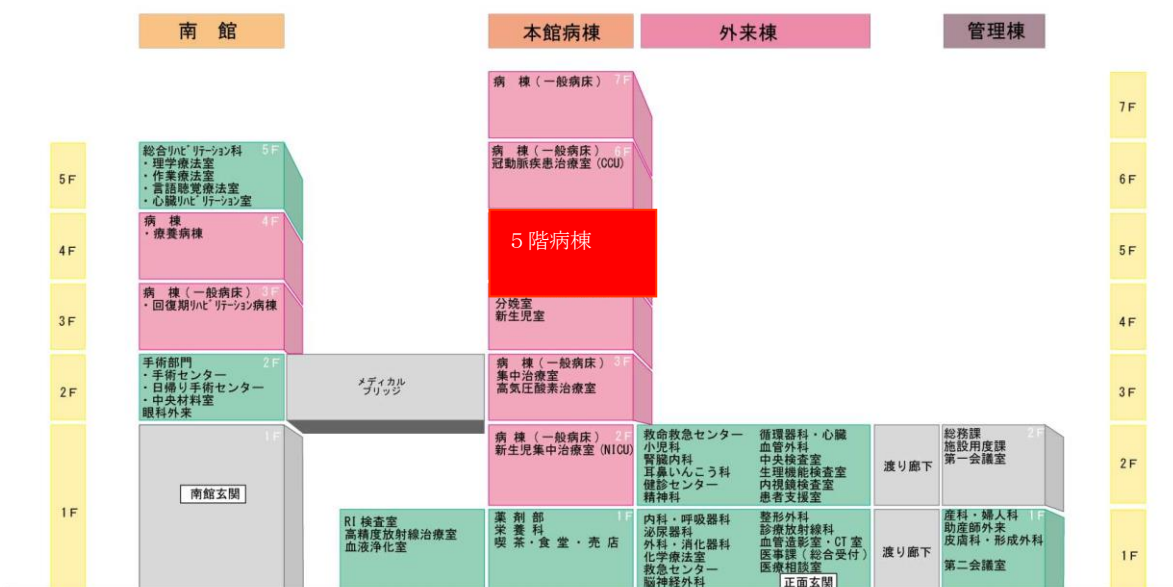 南 館
本館病棟
外来棟
管理棟
5F
4F
3F
2F
1F
総合ﾘﾊﾋﾞﾘﾃｰｼｮﾝ科 5F
・理学療法室
・作業療法室
・言語聴覚療法室
・心臓ﾘﾊﾋﾞﾘﾃｰｼｮﾝ室
病 棟 4F
・療養病棟
病 棟(一般病床) 3F
・回復期ﾘﾊﾋﾞﾘﾃｰｼｮﾝ病棟
手術部門 2F
・手術センター
・日帰り手術センター
・中央材料室
眼科外来
1F
南館玄関
メディカル
ブリッジ
RI検査室
高精度放射線治療室
血液浄化室
病 棟(一般病床) 7F
病 棟(一般病床) 6F
冠動脈疾患治療室(CCU)
5階病棟
分娩室
新生児室
病 棟(一般病床) 3F
集中治療室
高気圧酸素治療室
病 棟(一般病床) 2F
新生児集中治療室(NICU)
薬 剤 部 1F
栄 養 科
喫 茶・食 堂・売 店
救命救急センター
小児科
腎臓内科
耳鼻いんこう科
健診センター
精神科
循環器科・心臓
血管外科
中央検査室
生理機能検査室
内視鏡検査室
患者支援室
内科・呼吸器科
泌尿器科
外科・消化器科
化学療法室
救急センター
脳神経外科
整形外科
診療放射線科
血管造影室・CT室
医事課(総合受付)
医療相談室
正面玄関
渡り廊下
渡り廊下
総務課 2F
施設用度課
第一会議室
産科・婦人科 1F
助産師外来
皮膚科・形成外科
第二会議室
7F
6F
5F
4F
3F
2F
1F